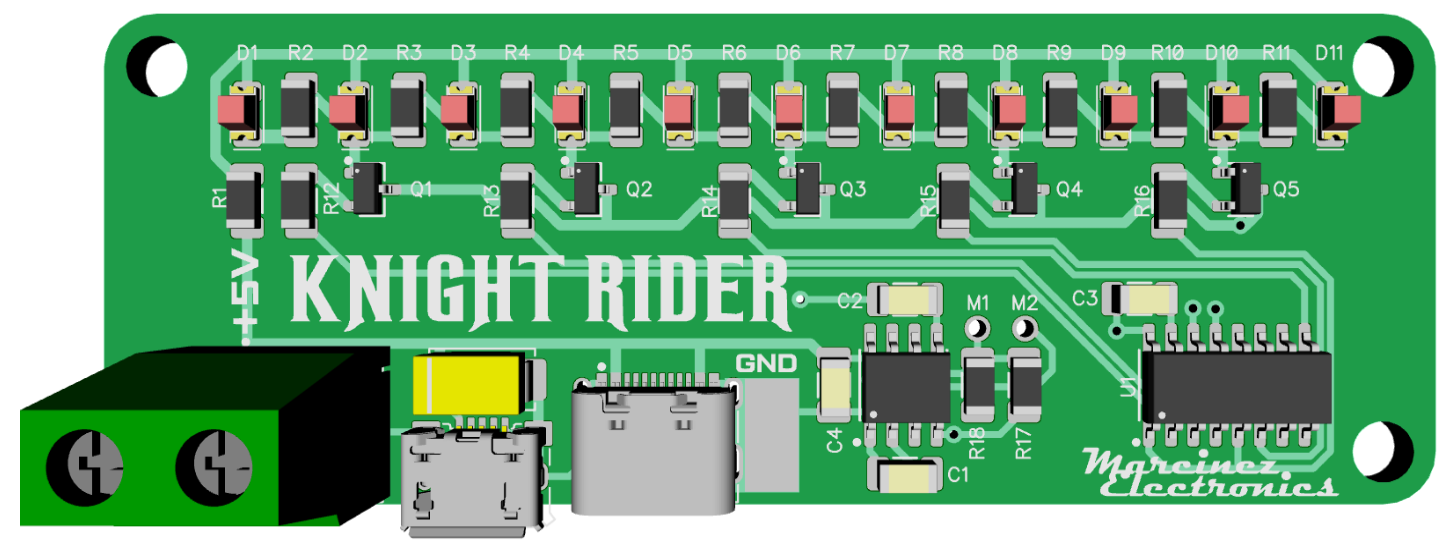 D1 R2 D2 R3 D3 R4 D4 R5 D5 R6 D6 R7 D7 R8 D8 R9 D9 R10 D10 R11 D11
R1 R12 Q1 R13 Q2 R14 Q3 R15 Q4 R16 Q5
+5V
KNIGHT RIDER
C2 M1 M2 C3
GND
U1
C4 R18 R17
C1
Marcinez
Electronics